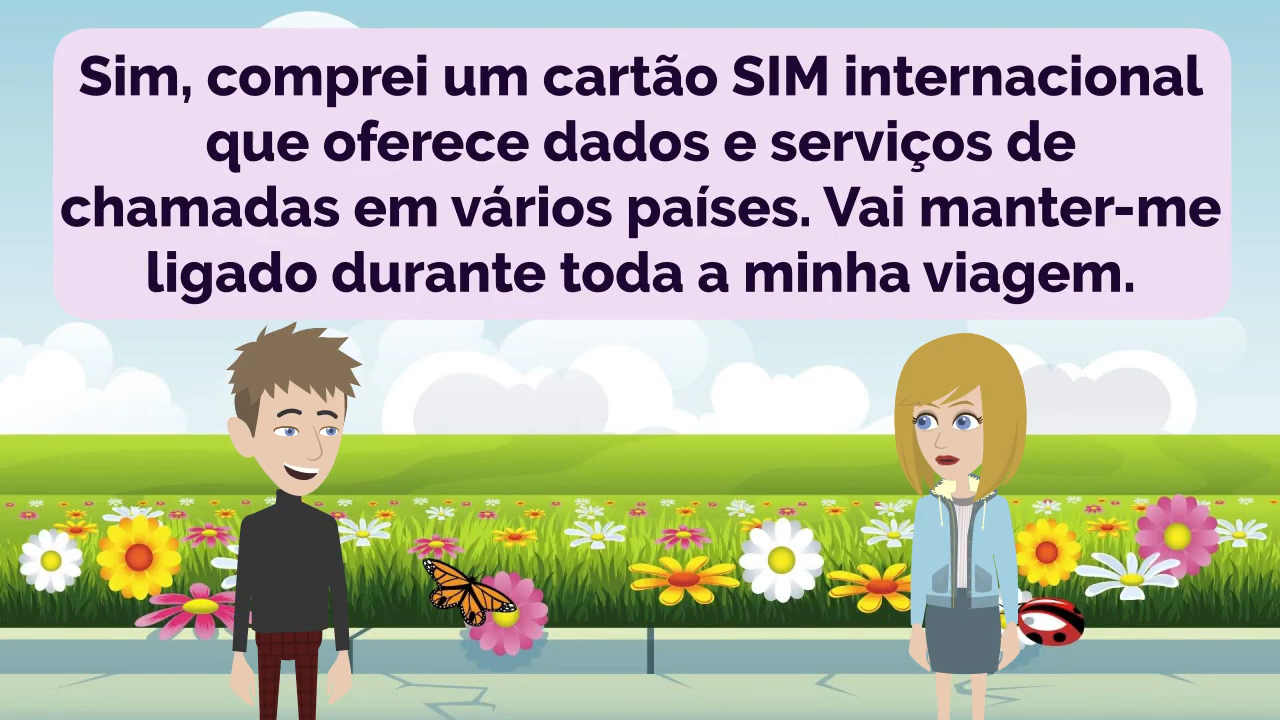 Sim, comprei um cartão SIM internacional
que oferece dados e serviços de
chamadas em vários países. Vai manter-me
ligado durante toda a minha viagem.